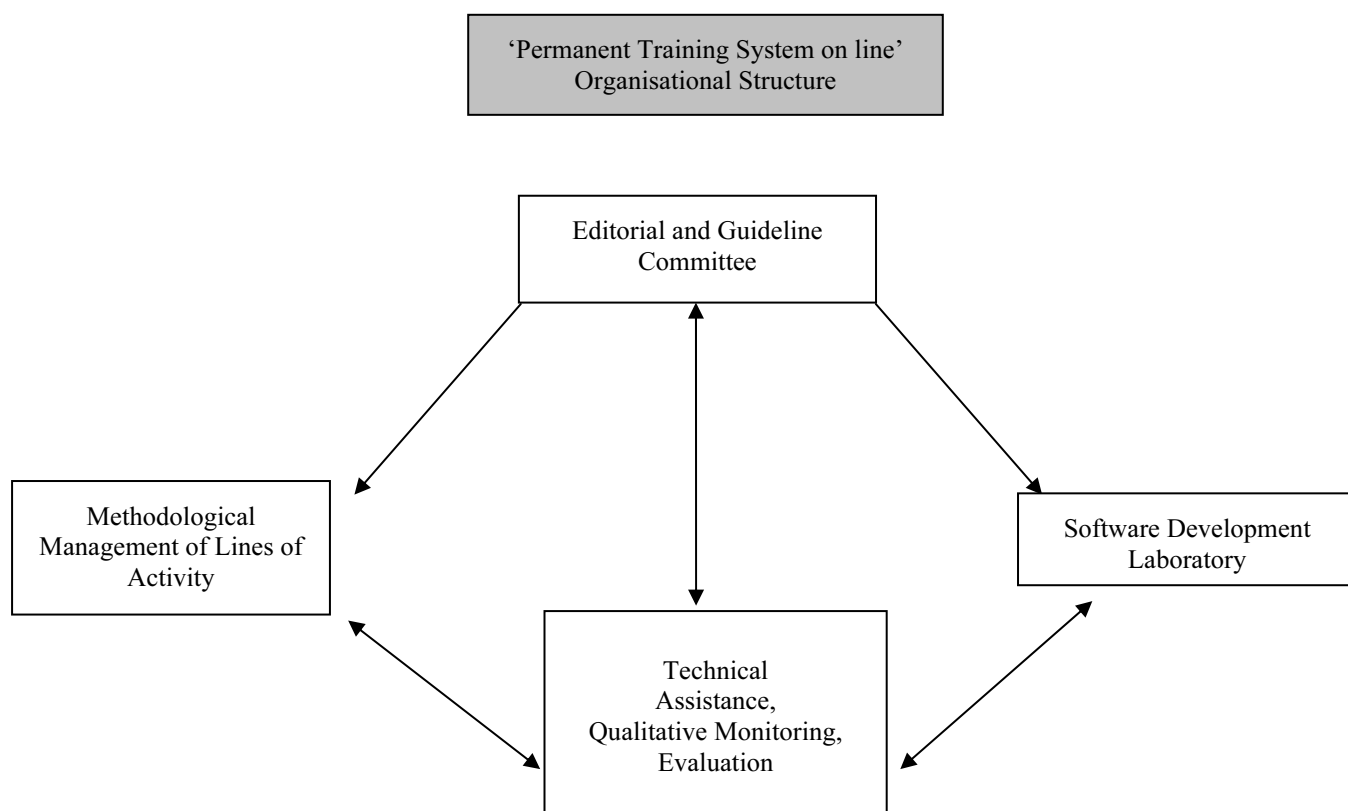 ‘Permanent Training System on line’
Organisational Structure
Editorial and Guideline
Committee
Methodological
Management of Lines of
Activity
Software Development
Laboratory
Technical
Assistance,
Qualitative Monitoring,
Evaluation